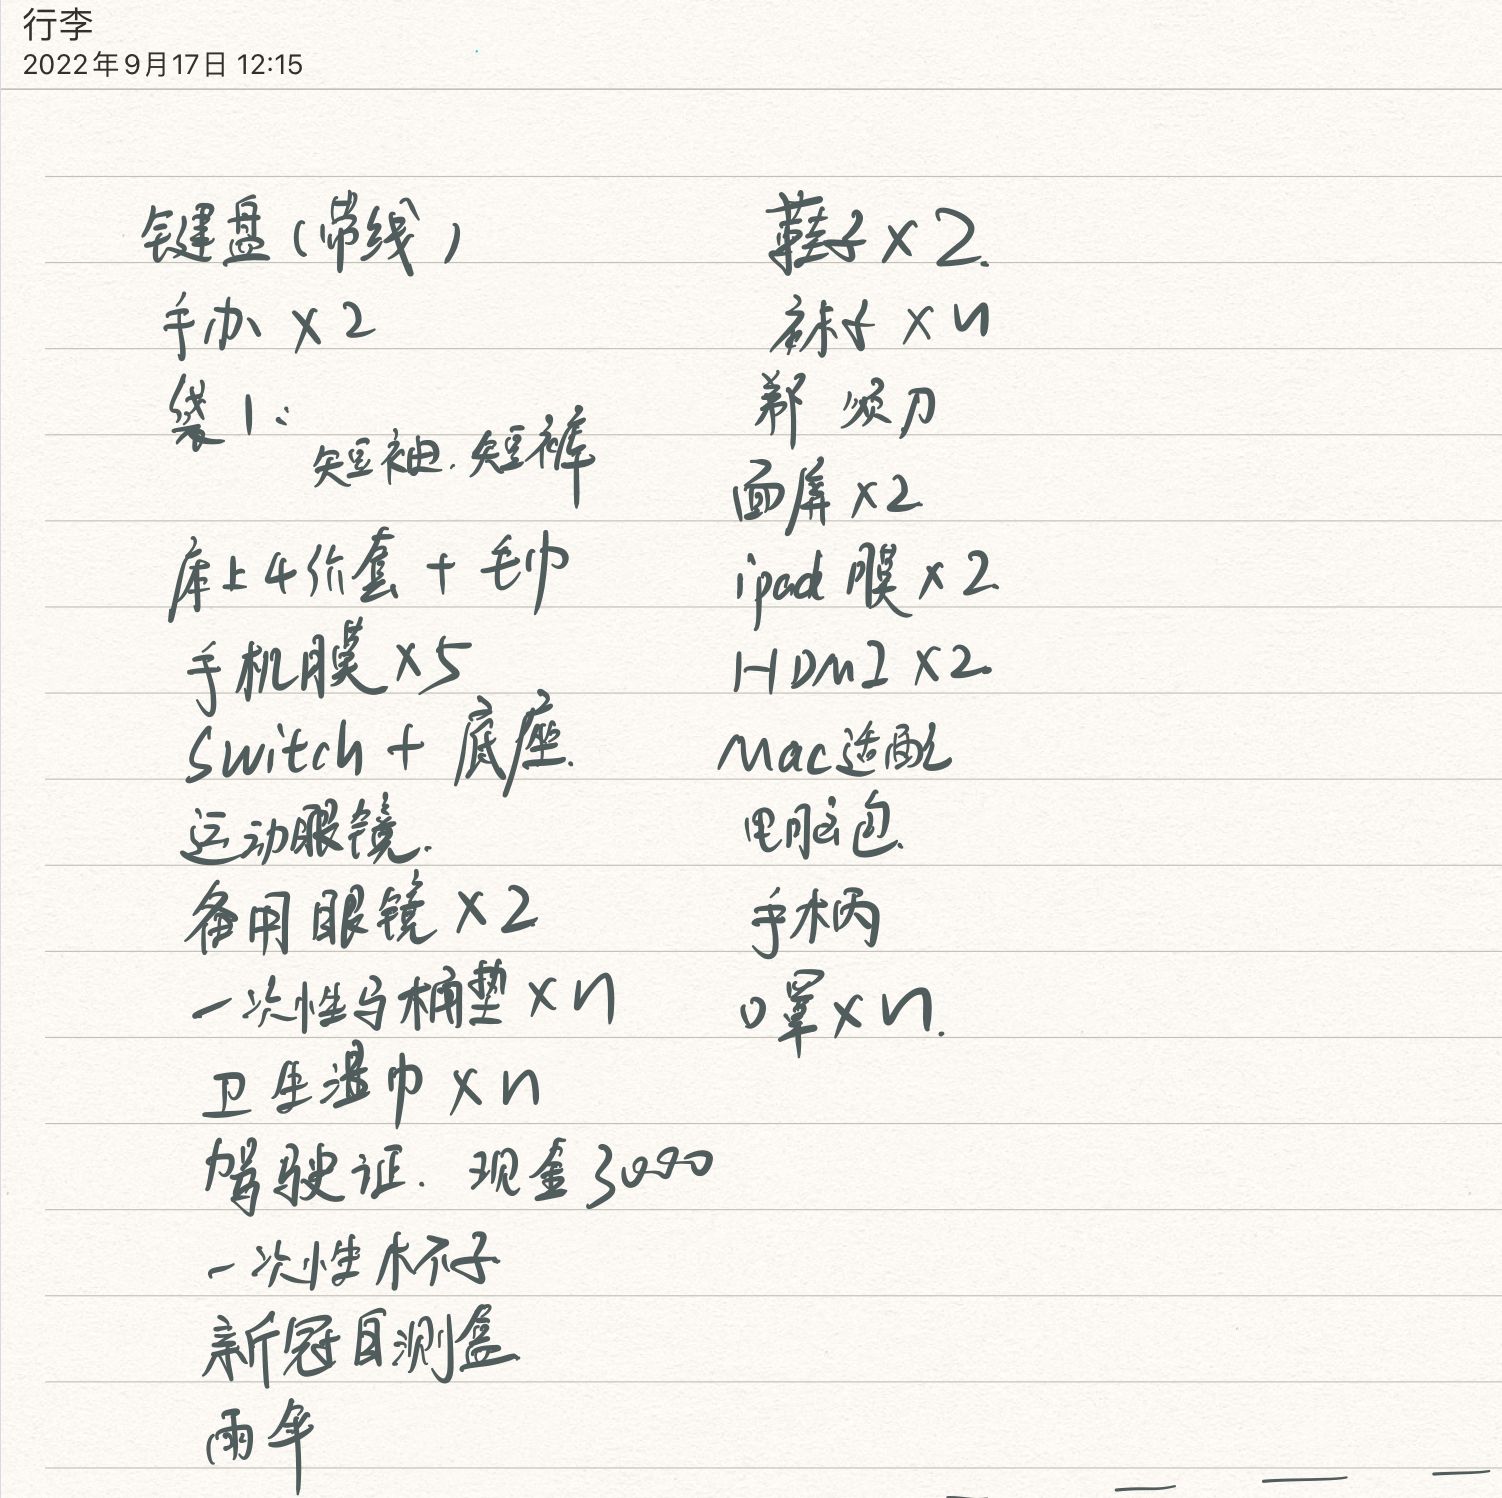 行李
2022年9月17日 12:15
键盘(带线)
手办 x 2
袋1:
短袖. 短裤
床上4件套 + 毛巾
手机膜 x5
Switch + 底座.
运动眼镜.
备用眼镜 x2
一次性马桶垫 x n
卫生湿巾 x n
驾驶证. 现金3000
一次性杯子
新冠自测盒
雨伞
鞋子 x 2.
袜子 x n
剃须刀
面屏 x2
ipad 膜 x 2
HDMI x2.
Mac适配
电脑包.
手柄
口罩 x n.